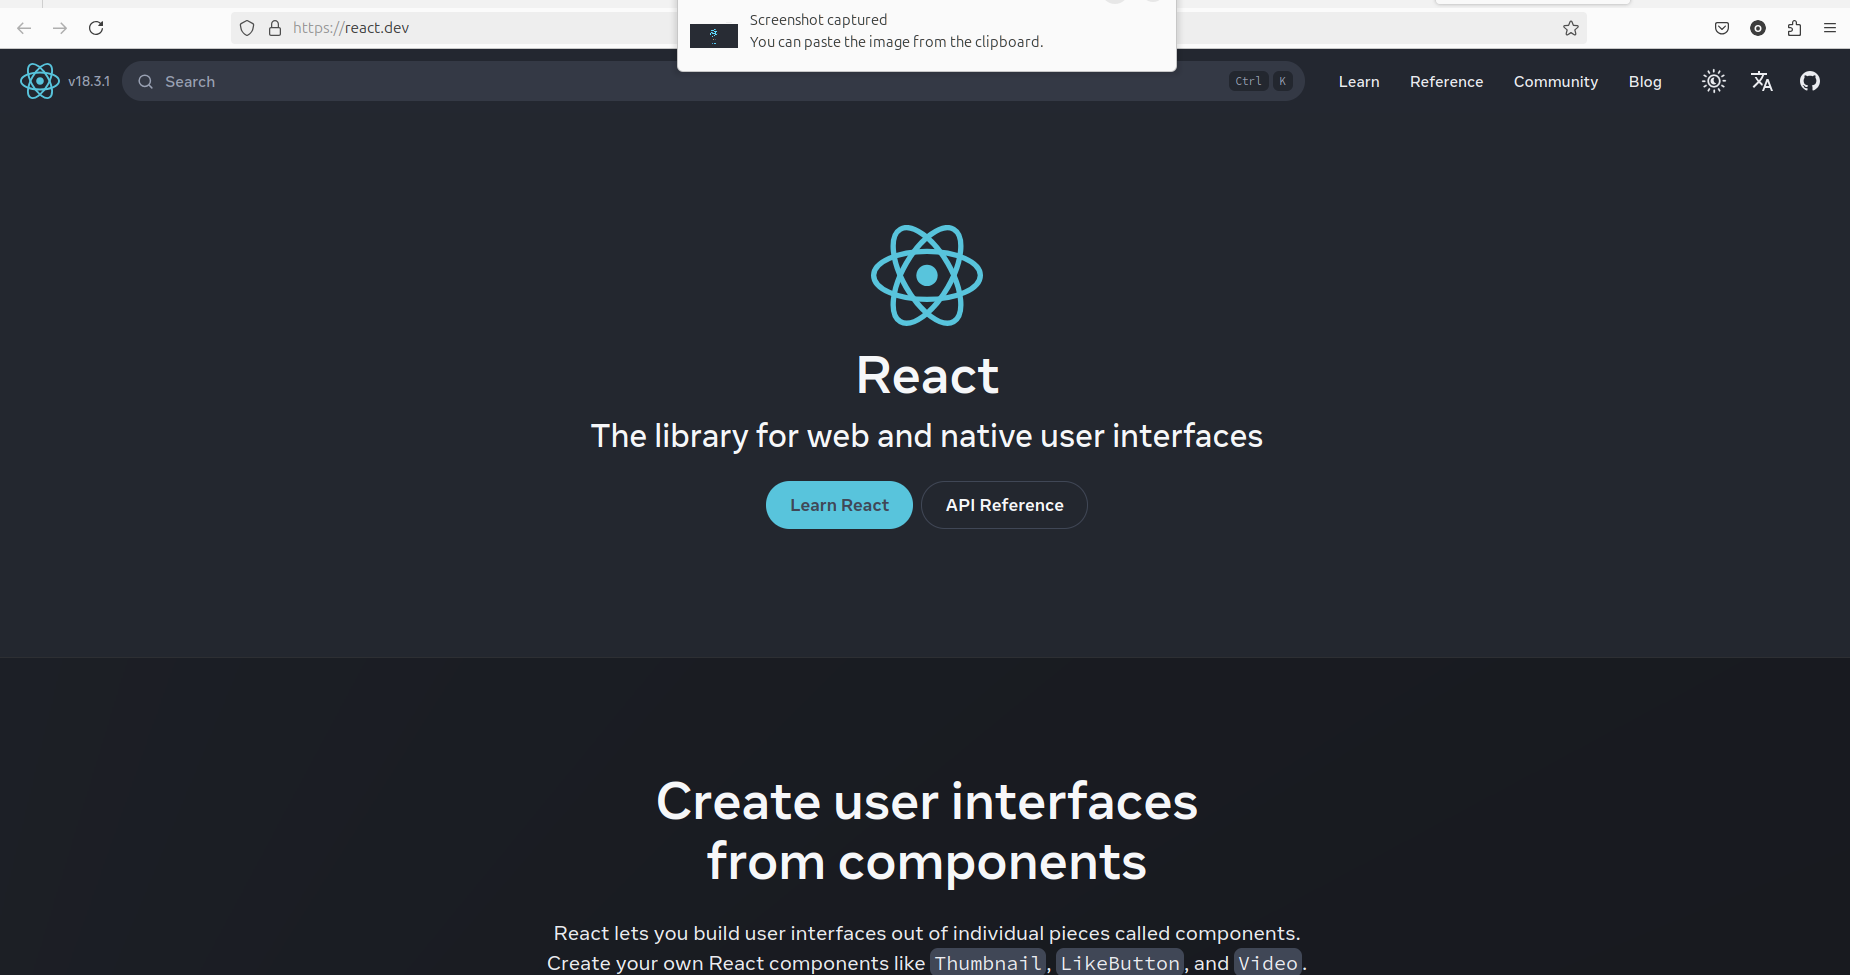 Screenshot captured
You can paste the image from the clipboard.
https://react.dev
v18.3.1 Search Ctrl K Learn Reference Community Blog
React
The library for web and native user interfaces
Learn React API Reference
Create user interfaces
from components
React lets you build user interfaces out of individual pieces called components.
Create your own React components like Thumbnail, LikeButton, and Video.